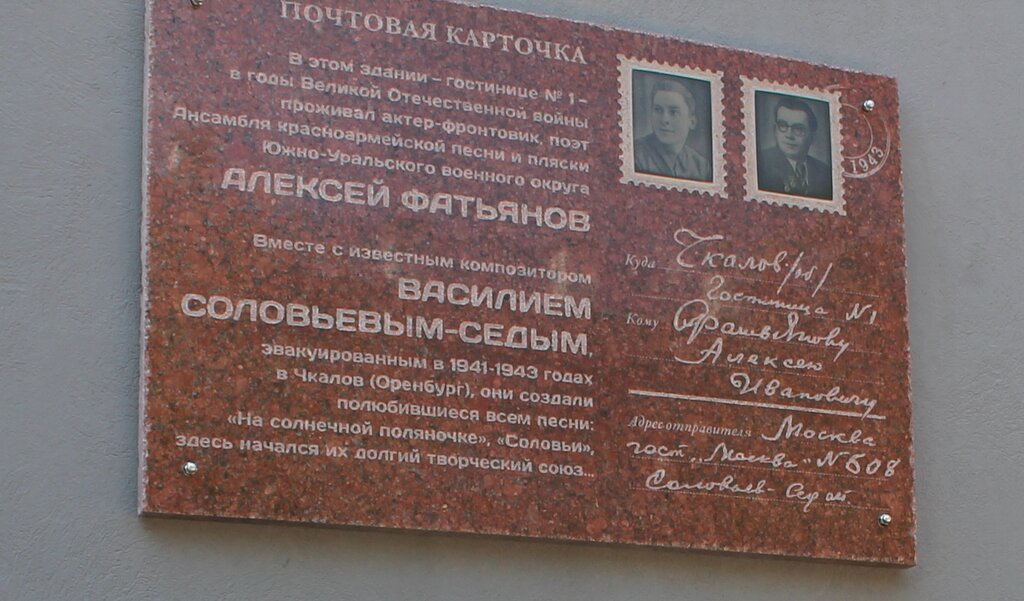 ПОЧТОВАЯ КАРТОЧКА
В этом здании – гостинице № 1 –
в годы Великой Отечественной войны
проживал актер-фронтовик, поэт
Ансамбля красноармейской песни и пляски
Южно-Уральского военного округа
АЛЕКСЕЙ ФАТЬЯНОВ
Вместе с известным композитором
ВАСИЛИЕМ
СОЛОВЬЕВЫМ-СЕДЫМ,
эвакуированным в 1941-1943 годах
в Чкалов (Оренбург), они создали
полюбившиеся всем песни:
«На солнечной поляночке», «Соловьи»,
здесь начался их долгий творческий союз...
1943
Куда Чкалов /об/
Гостиница №1
Кому Фатьянову
Алексею
Ивановичу
Адрес отправителя Москва
гост. „Москва" № 608
Соловьев-Седой